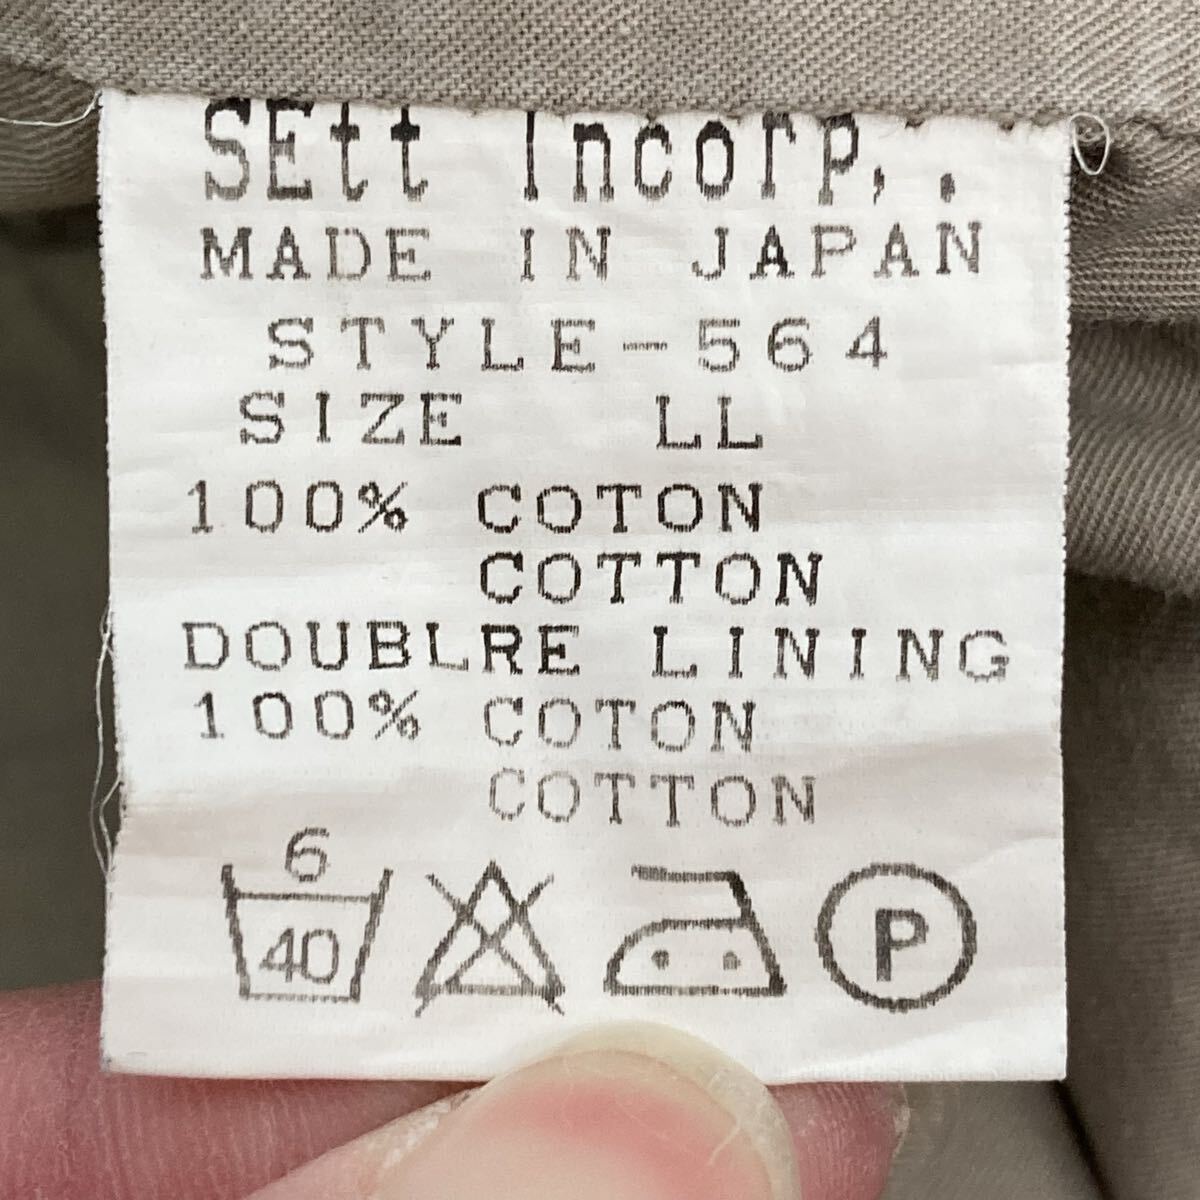 SEtt Incorp,.
MADE IN JAPAN
STYLE-564
SIZE LL
100% COTON
COTTON
DOUBLRE LINING
100% COTON
COTTON
6
40
P